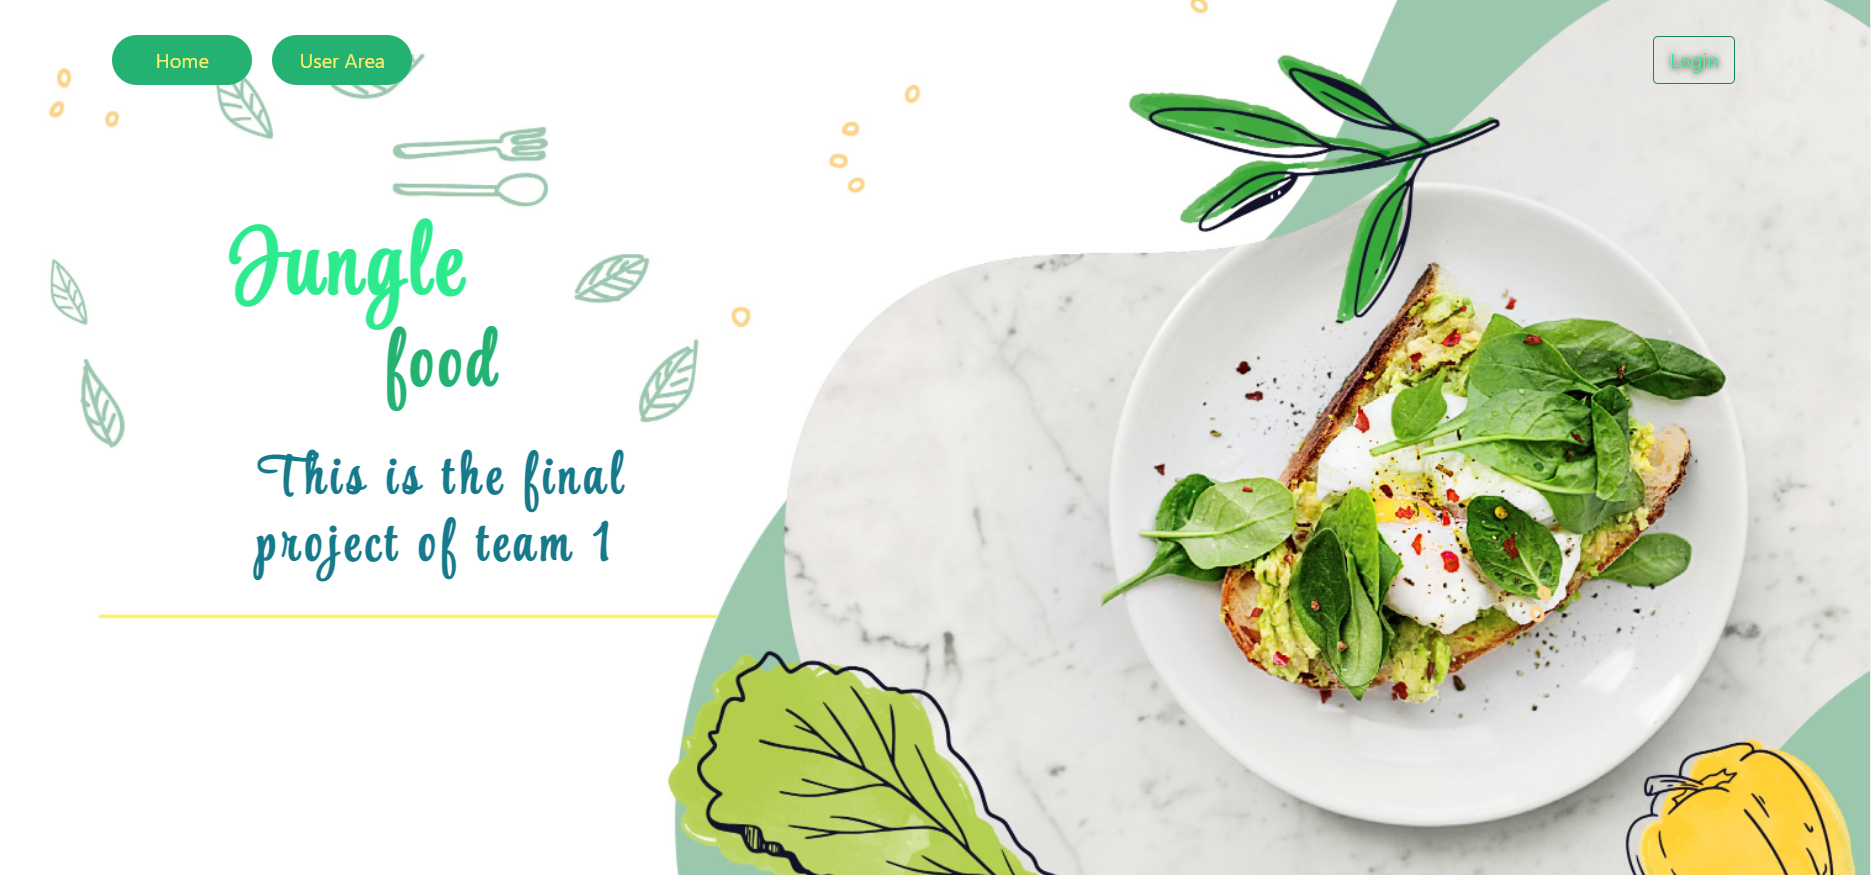 Home
User Area
Login
Jungle
food
This is the final
project of team 1